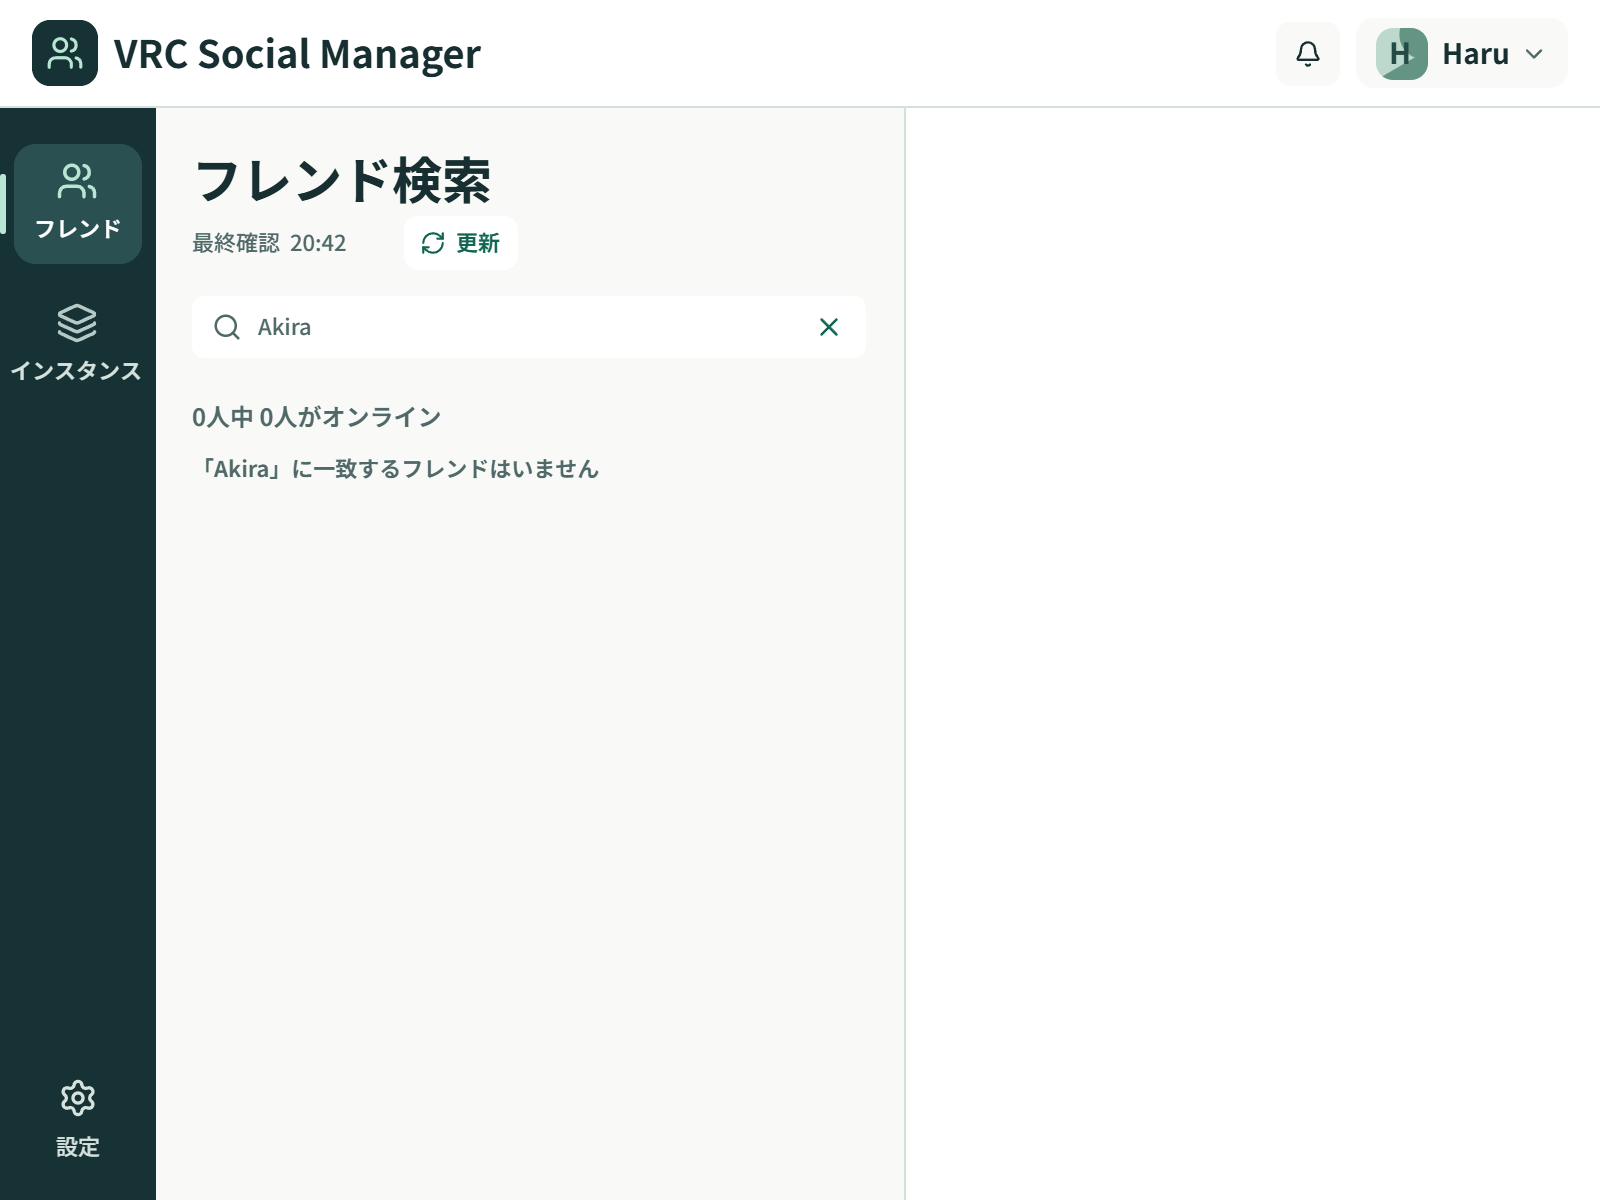 VRC Social Manager
H
Haru
フレンド
インスタンス
設定
フレンド検索
最終確認 20:42
更新
Akira
0人中 0人がオンライン
「Akira」に一致するフレンドはいません